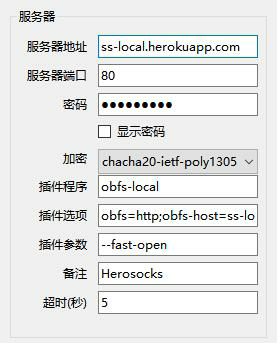 服务器
服务器地址 ss-local.herokuapp.com
服务器端口 80
密码 ●●●●●●●●●
显示密码
加密 chacha20-ietf-poly1305
插件程序 obfs-local
插件选项 obfs=http;obfs-host=ss-lo
插件参数 --fast-open
备注 Herosocks
超时(秒) 5